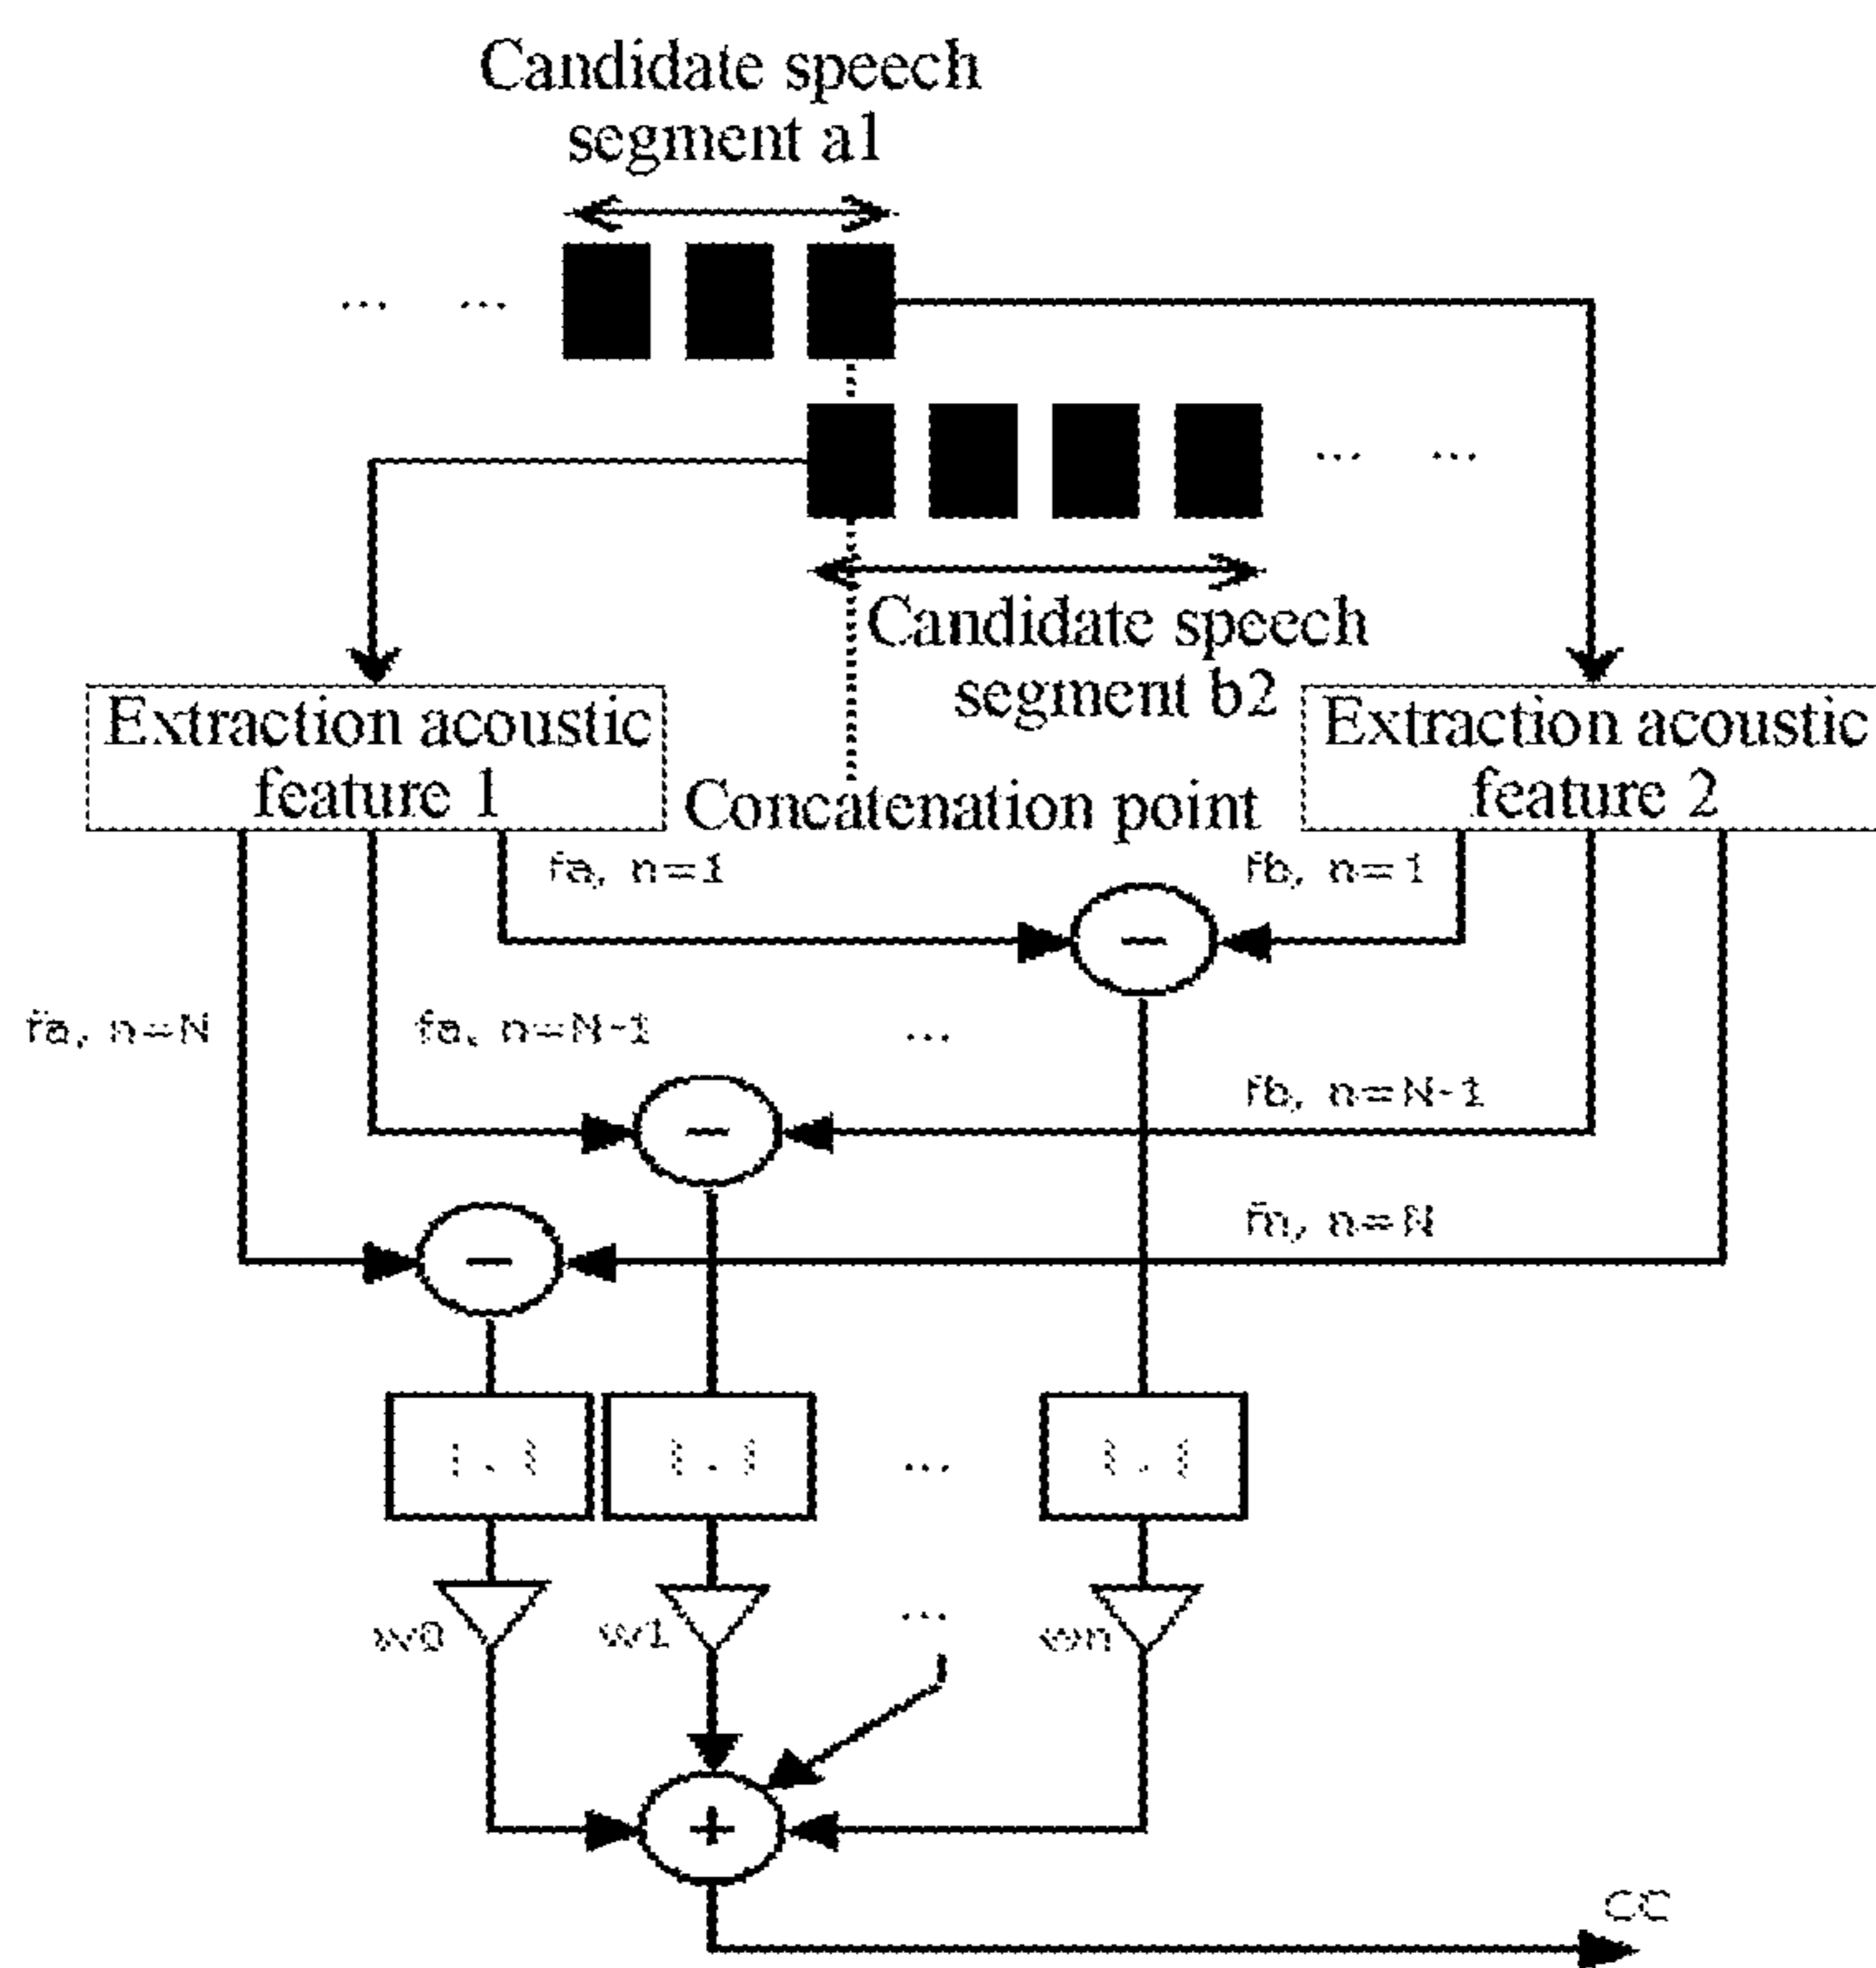 Candidate speech
segment a1
... ...
... ...
Candidate speech
segment b2
Extraction acoustic
feature 1
Concatenation point
Extraction acoustic
feature 2
fa, n=1
fb, n=1
-
fa, n=N
fa, n=N-1
...
fb, n=N-1
-
fn, n=N
-
|.|
|.|
...
|.|
w0
w1
...
wn
+
CC